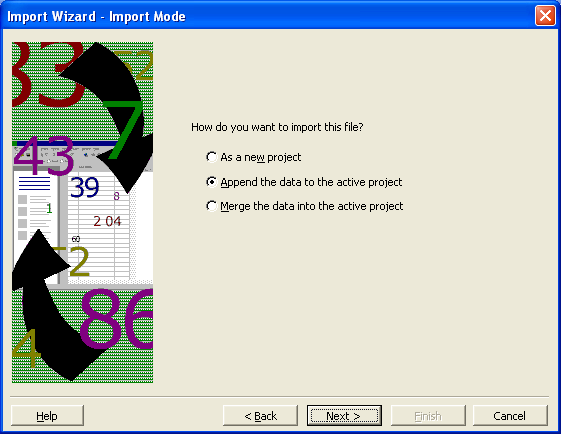 Import Wizard - Import Mode
33
52
7
43
39
8
1
2 04
60
52
86
4
How do you want to import this file?
As a new project
Append the data to the active project
Merge the data into the active project
Help
< Back
Next >
Finish
Cancel